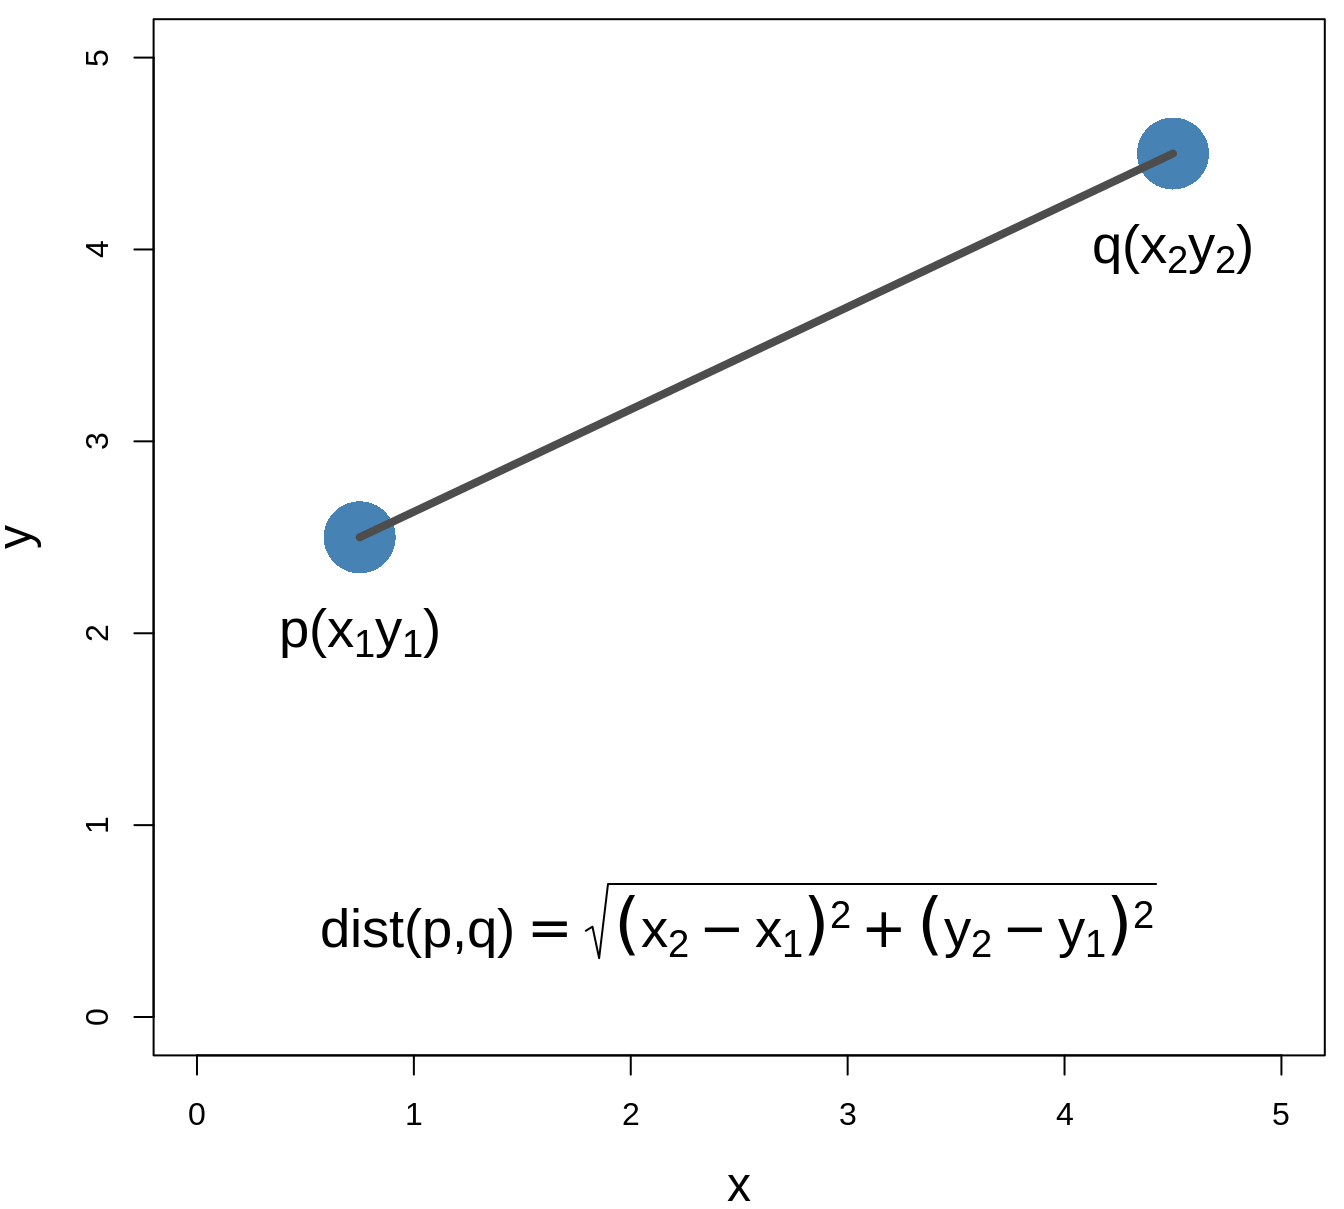 5
q(x₂y₂)
4
3
y
p(x₁y₁)
2
1
dist(p,q) = √(x₂ − x₁)² + (y₂ − y₁)²
0
0 1 2 3 4 5
x